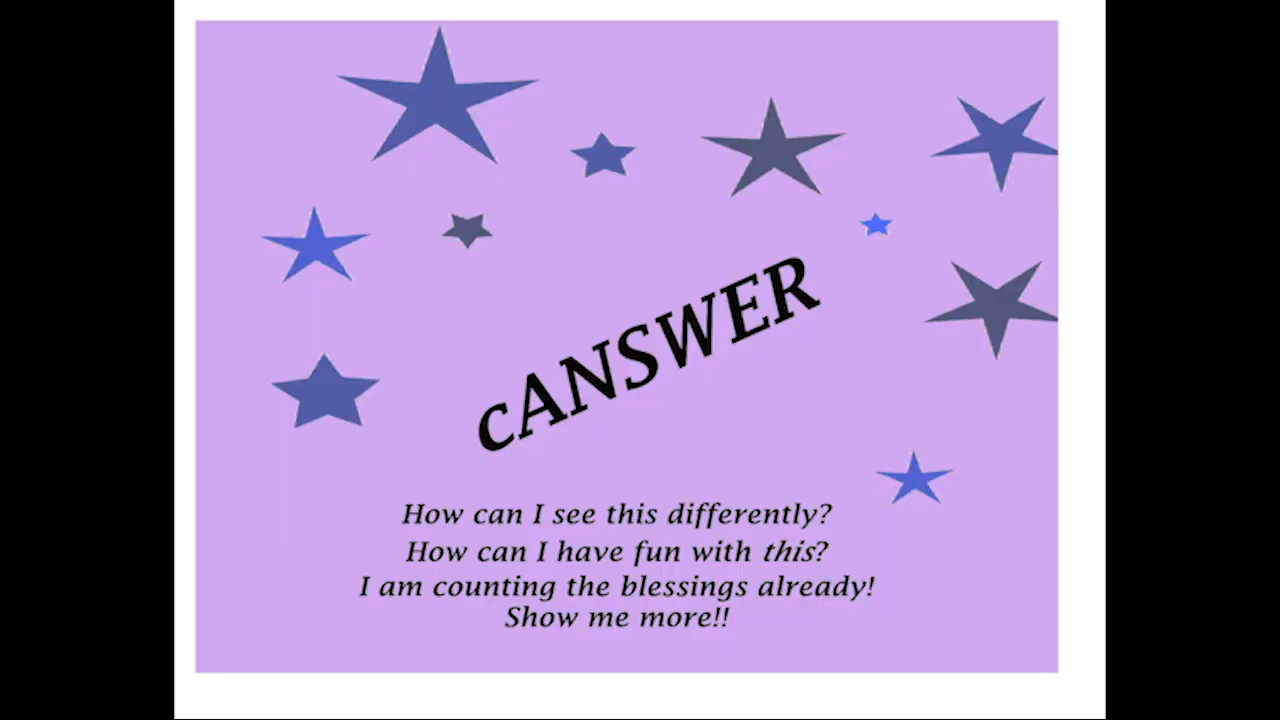 cANSWER
How can I see this differently?
How can I have fun with this?
I am counting the blessings already!
Show me more!!